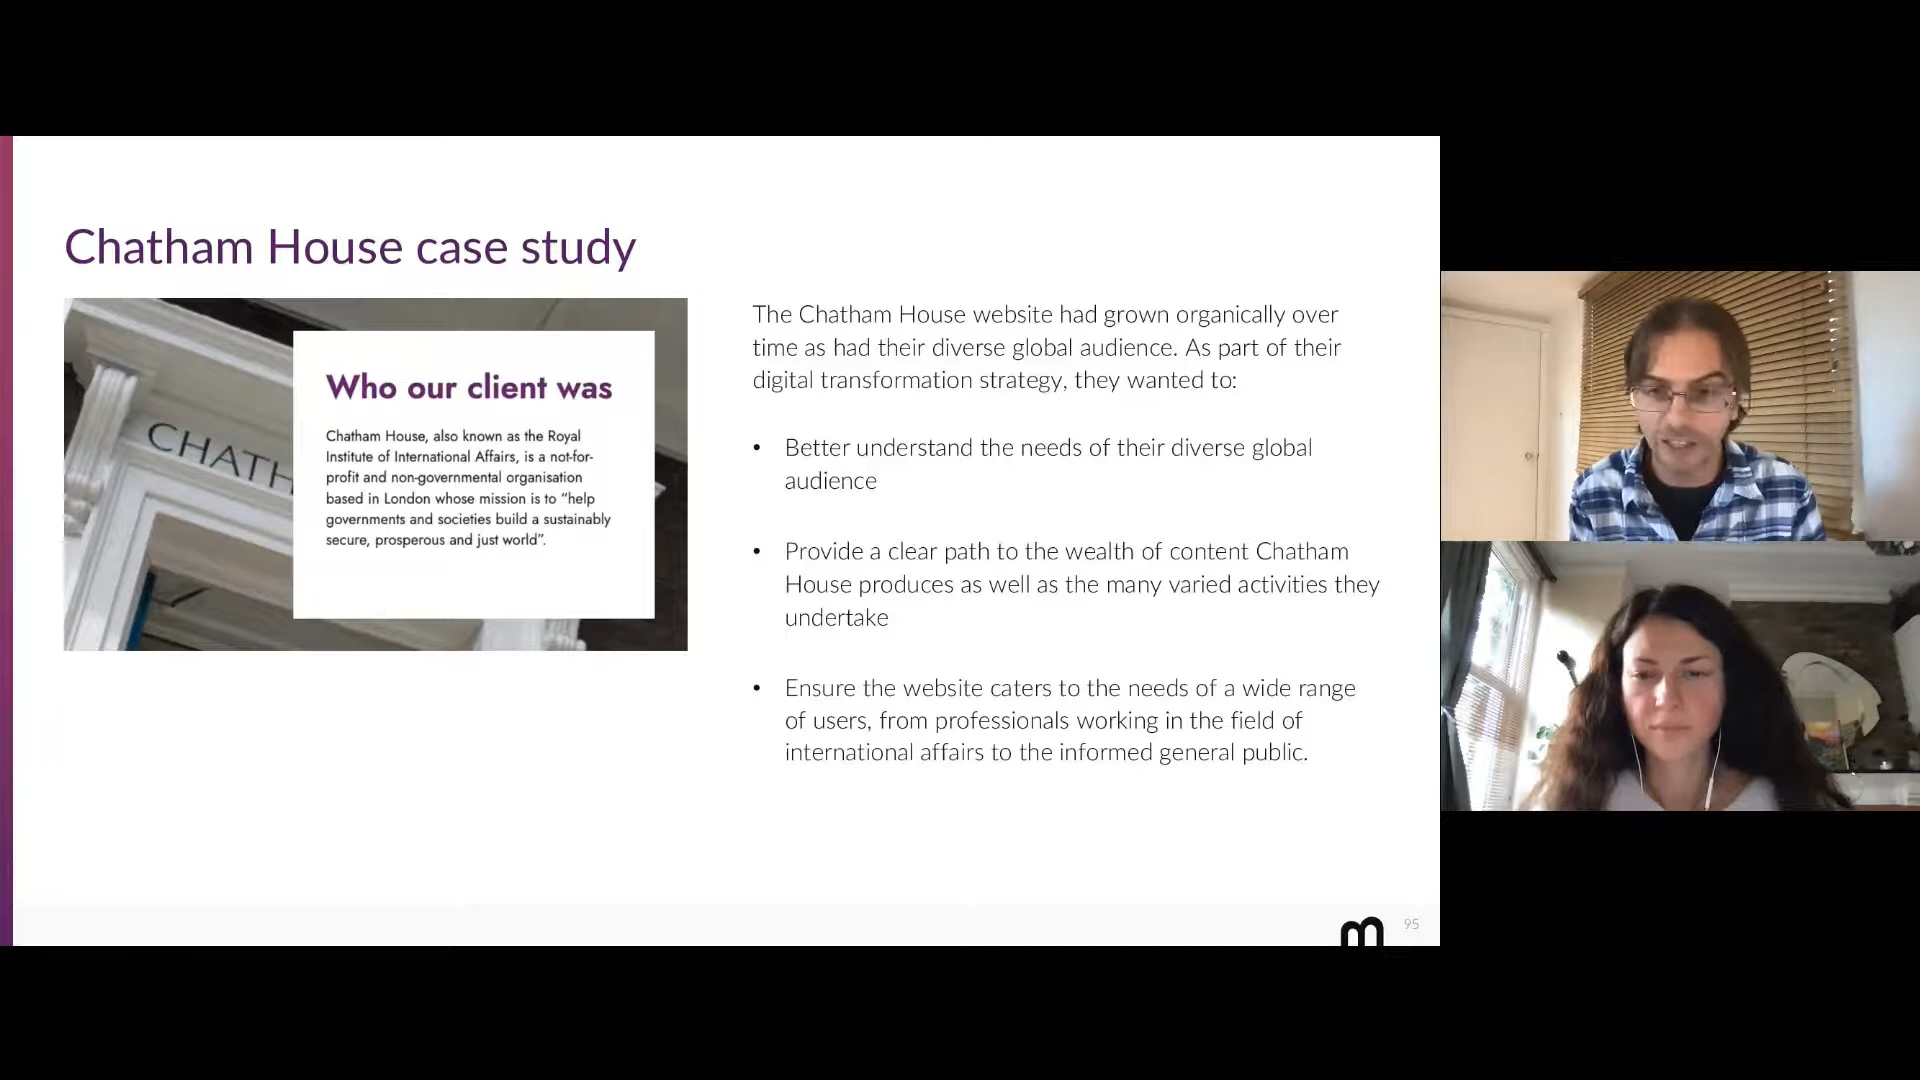 Chatham House case study
CHATH
Who our client was
Chatham House, also known as the Royal
Institute of International Affairs, is a not-for-
profit and non-governmental organisation
based in London whose mission is to “help
governments and societies build a sustainably
secure, prosperous and just world”.
The Chatham House website had grown organically over
time as had their diverse global audience. As part of their
digital transformation strategy, they wanted to:
• Better understand the needs of their diverse global
audience
• Provide a clear path to the wealth of content Chatham
House produces as well as the many varied activities they
undertake
• Ensure the website caters to the needs of a wide range
of users, from professionals working in the field of
international affairs to the informed general public.
m
95